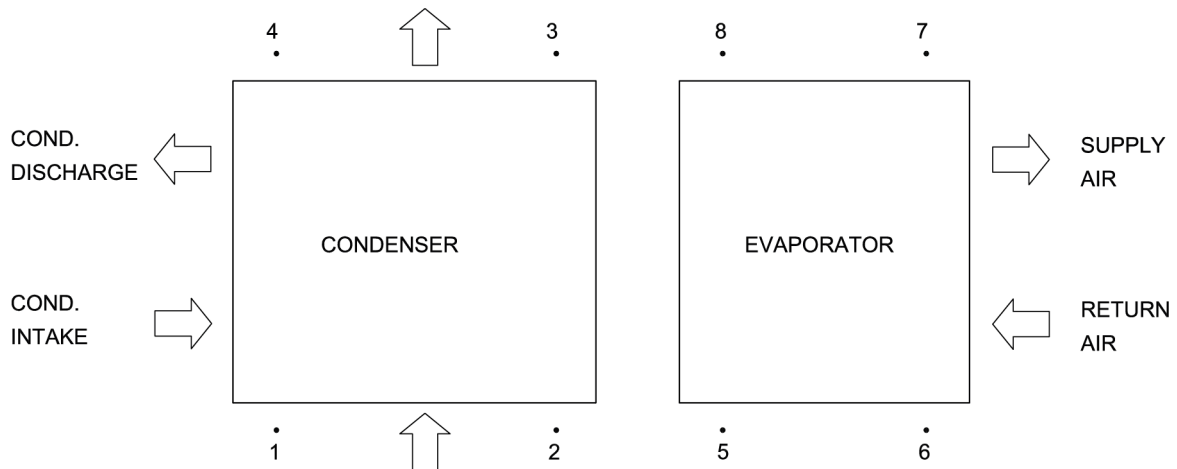 4 3 8 7
COND.
DISCHARGE
SUPPLY
AIR
CONDENSER
EVAPORATOR
COND.
INTAKE
RETURN
AIR
1 2 5 6